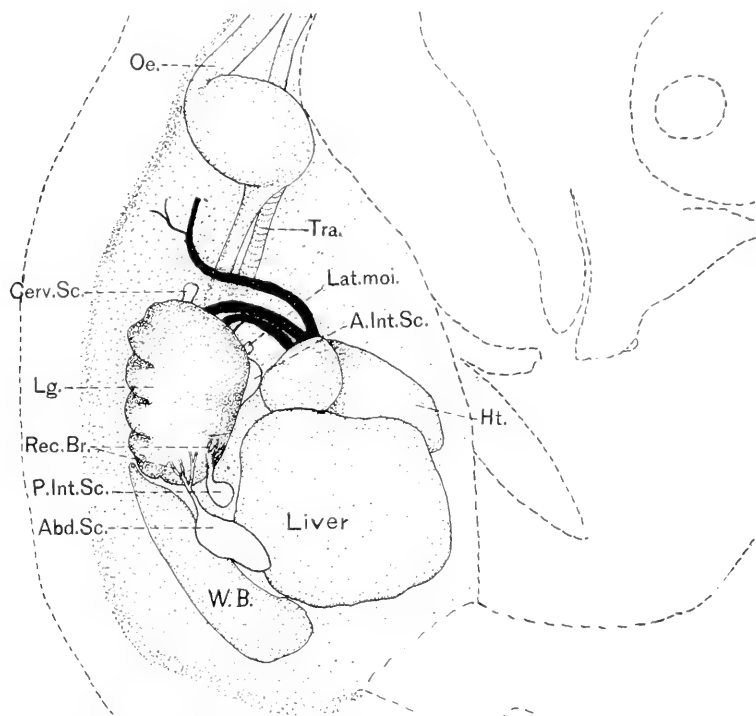 Oe.
Tra.
Lat.moi.
Cerv.Sc.
A.Int.Sc.
Lg.
Ht.
Rec.Br.
P.Int.Sc.
Liver
Abd.Sc.
W.B.